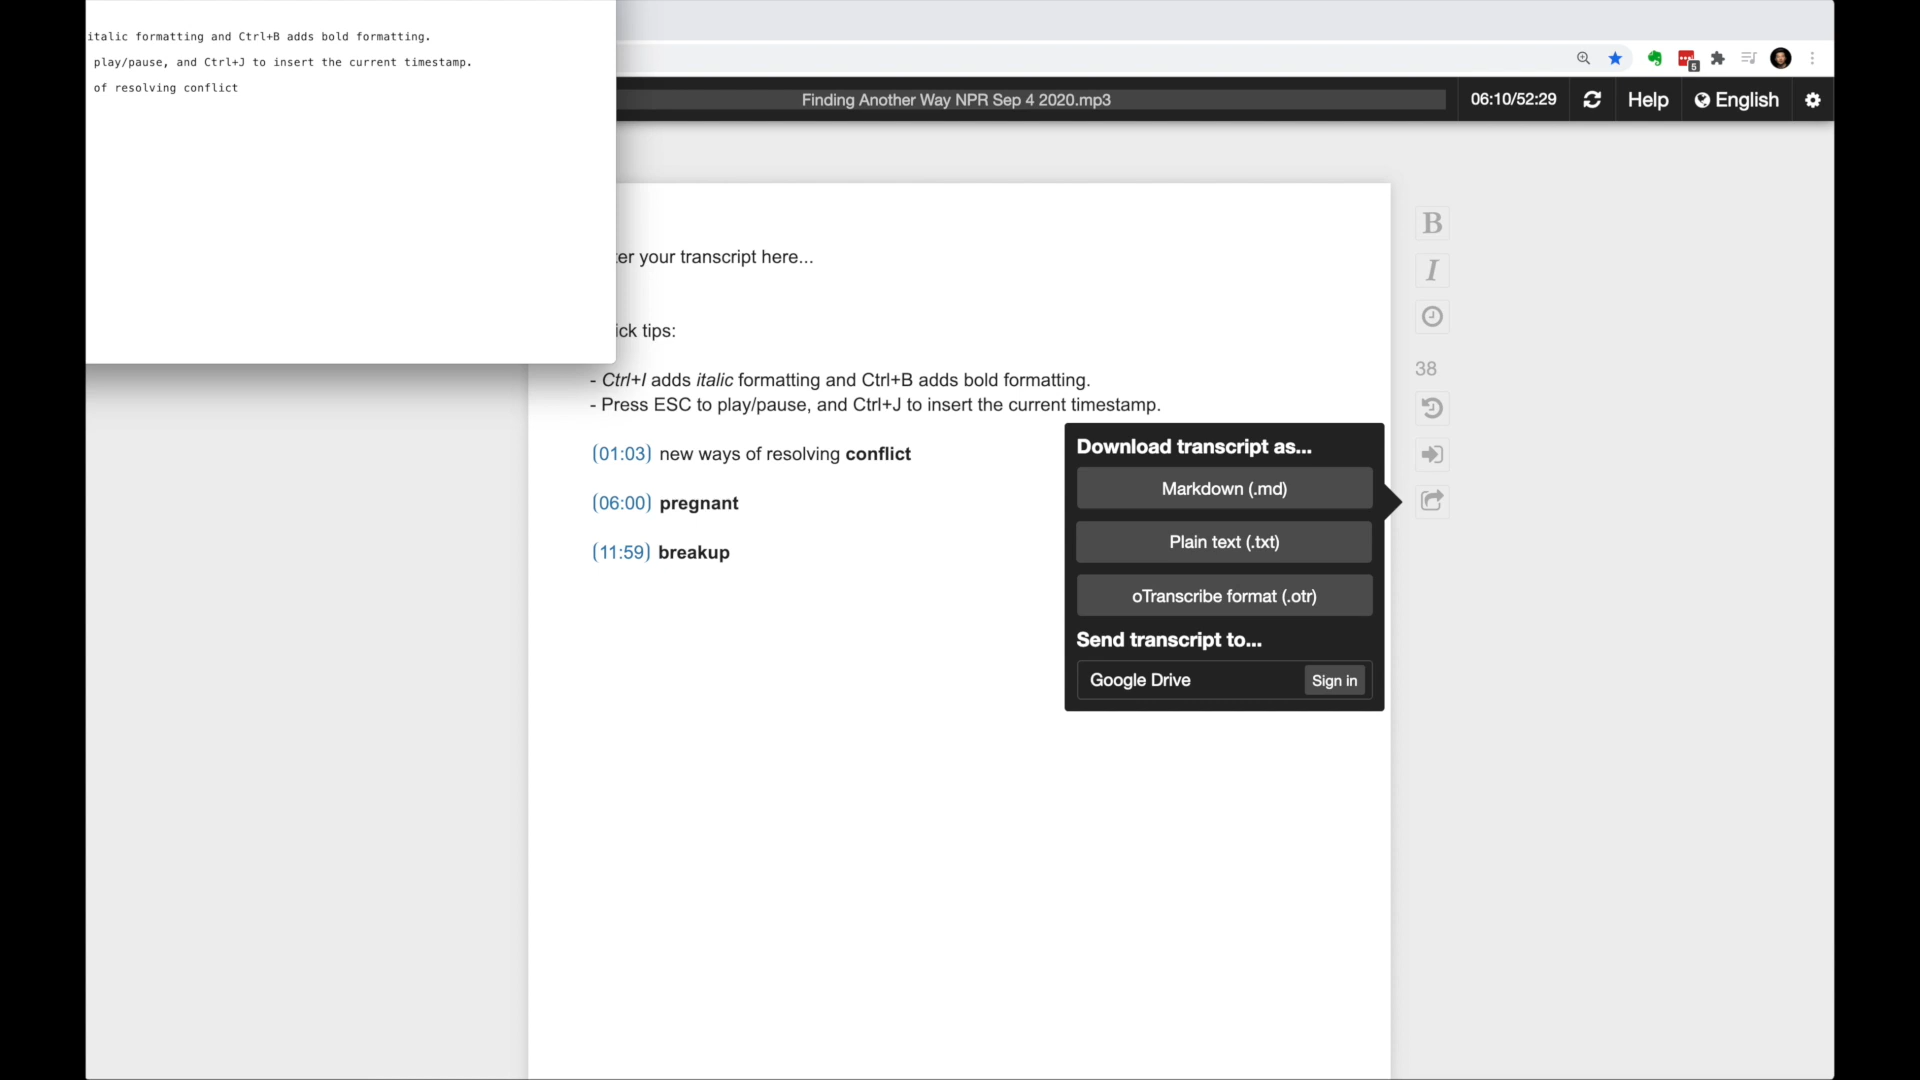 italic formatting and Ctrl+B adds bold formatting.
play/pause, and Ctrl+J to insert the current timestamp.
of resolving conflict
5
Finding Another Way NPR Sep 4 2020.mp3
06:10/52:29
Help
English
er your transcript here...
ick tips:
- Ctrl+I adds italic formatting and Ctrl+B adds bold formatting.
- Press ESC to play/pause, and Ctrl+J to insert the current timestamp.
(01:03) new ways of resolving conflict
(06:00) pregnant
(11:59) breakup
B
I
38
Download transcript as...
Markdown (.md)
Plain text (.txt)
oTranscribe format (.otr)
Send transcript to...
Google Drive
Sign in